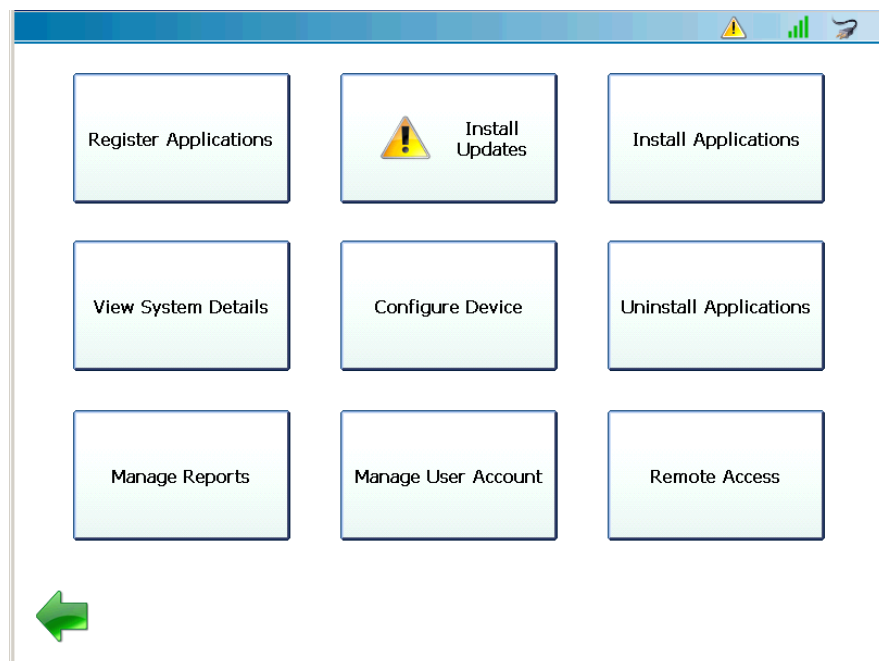 Register Applications
Install
Updates
Install Applications
View System Details
Configure Device
Uninstall Applications
Manage Reports
Manage User Account
Remote Access